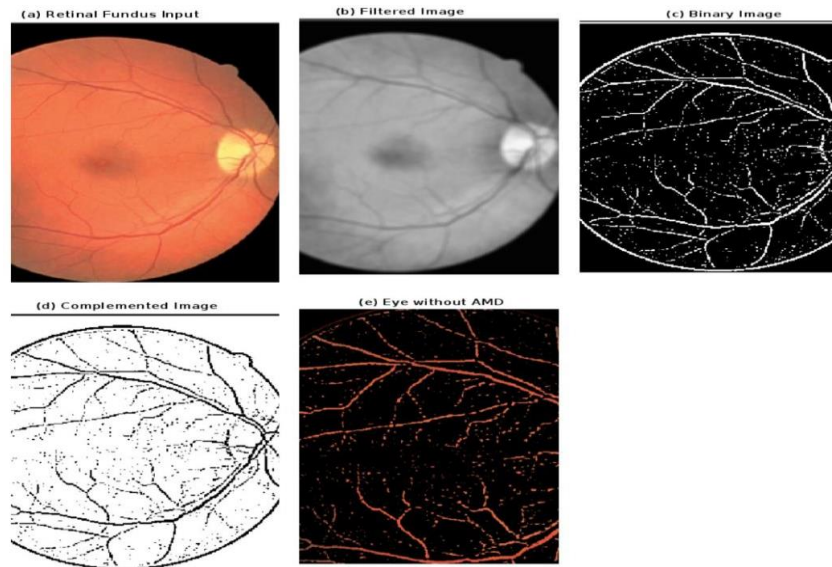 (a) Retinal Fundus Input
(b) Filtered Image
(c) Binary Image
(d) Complemented Image
(e) Eye without AMD